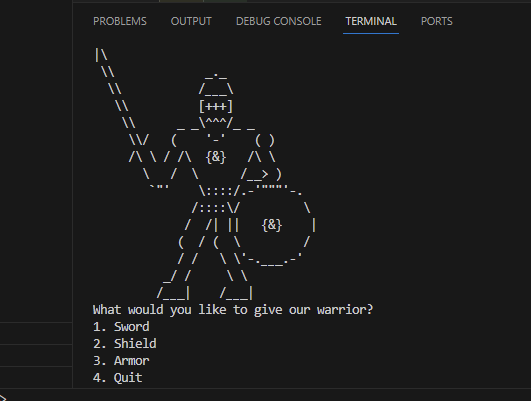 PROBLEMS OUTPUT DEBUG CONSOLE TERMINAL PORTS
|\
 \\             _._
  \\           /___\
   \\          [+++]
    \\      _ _\^^^/_ _
     \\/   (    '-'    ( )
     /\ \ / /\  {&}   /\ \
       \   /  \      /__> )
        `"'    \::::/.-'"""'-.
              /::::\/         \
             /  /| ||   {&}    |
            (  / (  \         /
            / /   \ \'-.___.-'
          _/ /     \ \
         /___|    /___|
What would you like to give our warrior?
1. Sword
2. Shield
3. Armor
4. Quit
>